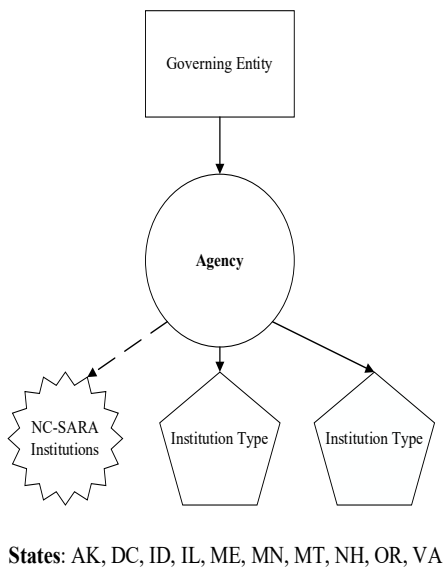 Governing Entity
Agency
NC-SARA
Institutions
Institution Type
Institution Type
States: AK, DC, ID, IL, ME, MN, MT, NH, OR, VA